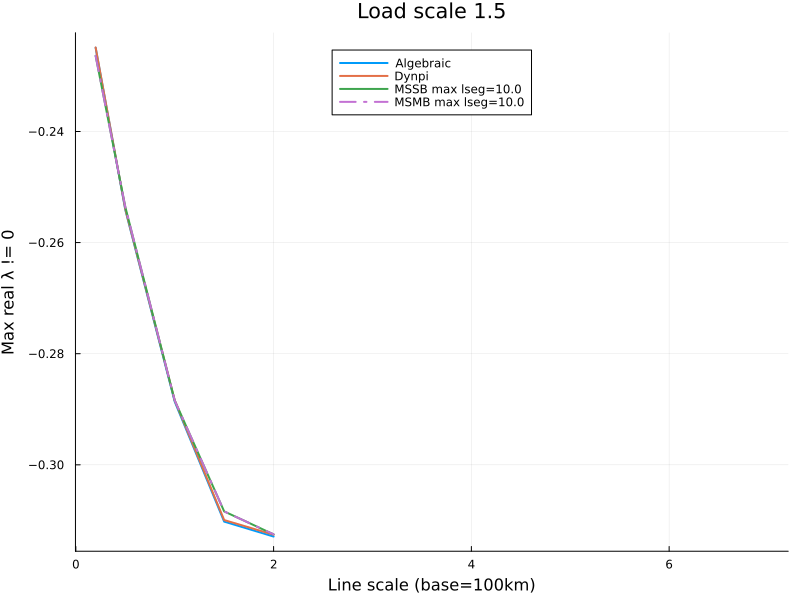 Load scale 1.5
Algebraic
Dynpi
MSSB max lseg=10.0
MSMB max lseg=10.0
−0.24
−0.26
−0.28
−0.30
Max real λ != 0
0 2 4 6
Line scale (base=100km)